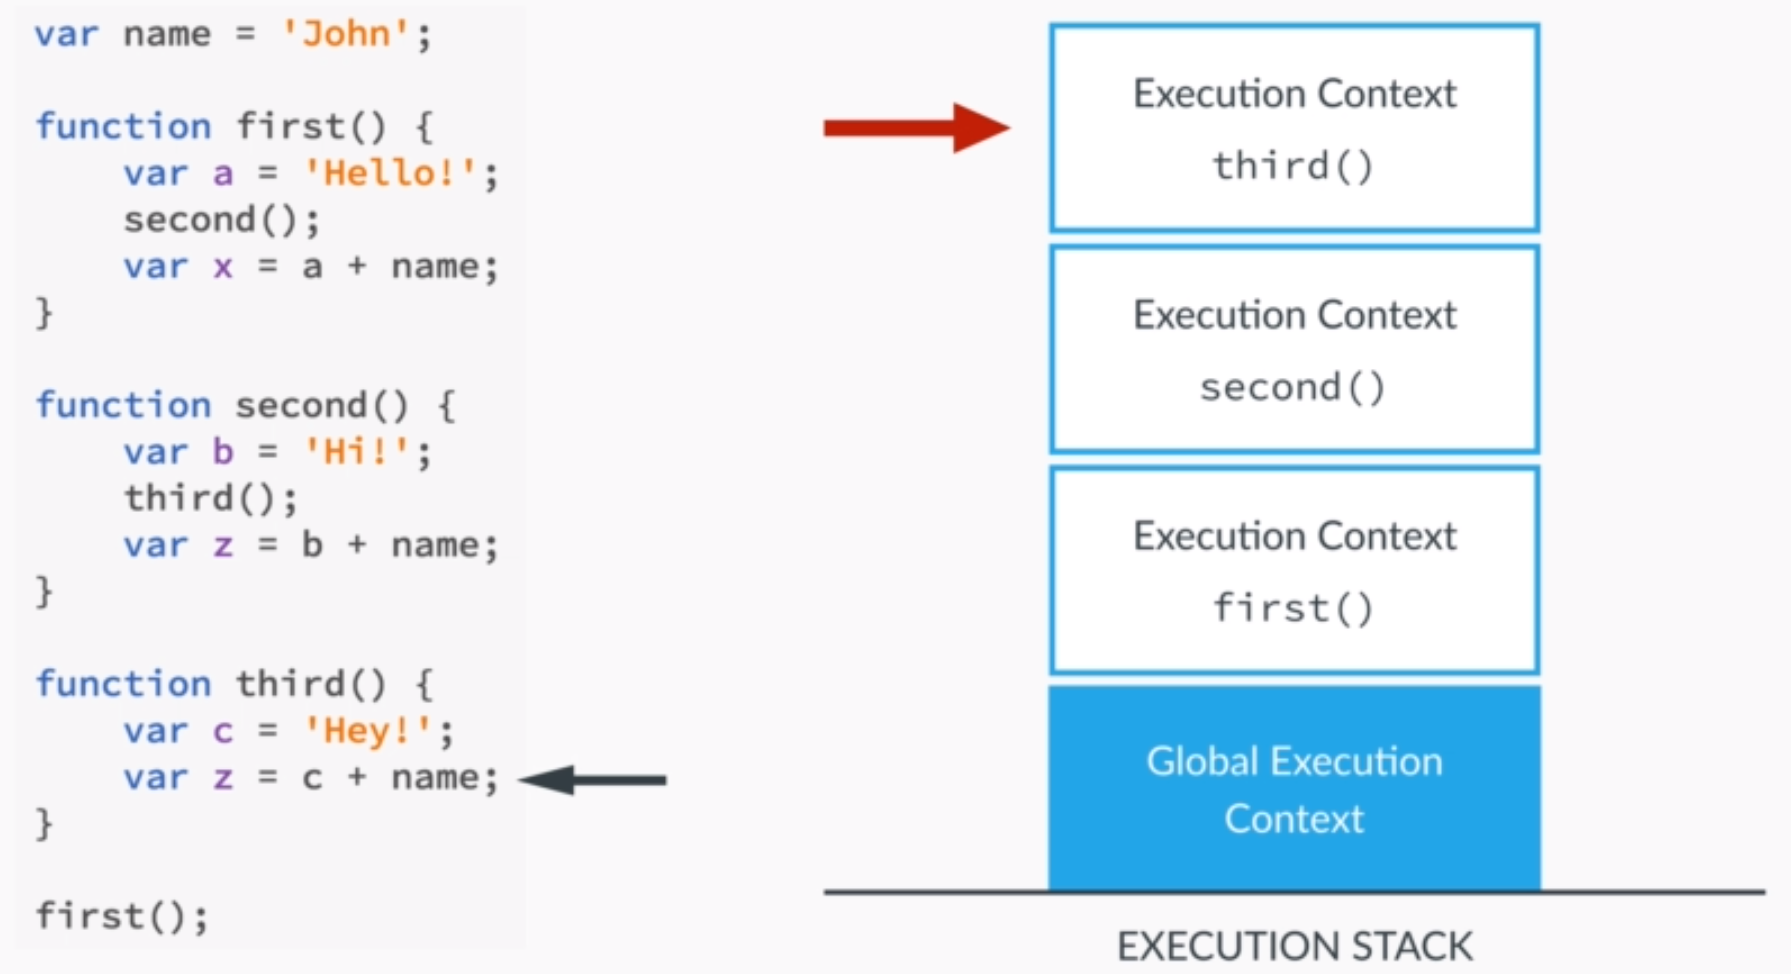 var name = 'John';
function first() {
    var a = 'Hello!';
    second();
    var x = a + name;
}
function second() {
    var b = 'Hi!';
    third();
    var z = b + name;
}
function third() {
    var c = 'Hey!';
    var z = c + name;
}
first();
Execution Context
third()
Execution Context
second()
Execution Context
first()
Global Execution
Context
EXECUTION STACK